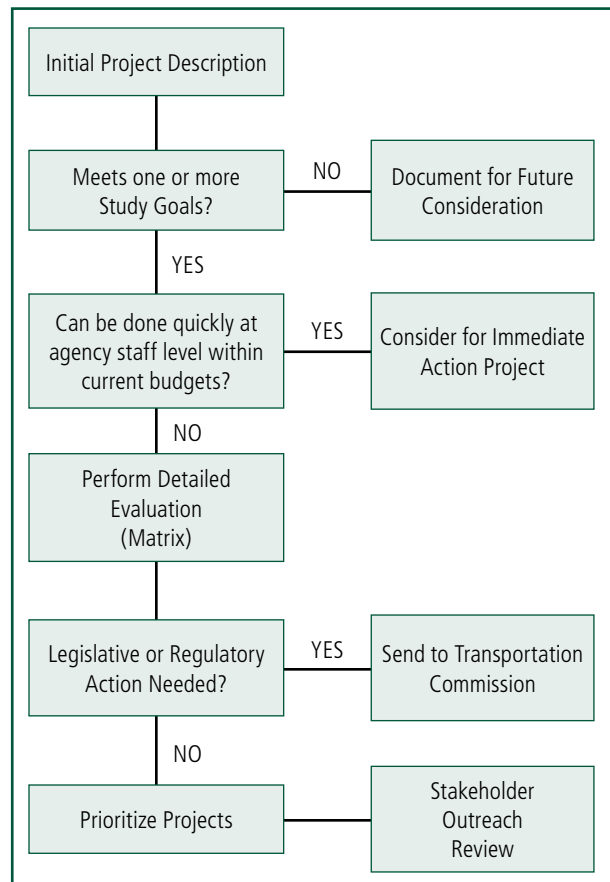 Initial Project Description
Meets one or more
Study Goals?
NO
Document for Future
Consideration
YES
Can be done quickly at
agency staff level within
current budgets?
YES
Consider for Immediate
Action Project
NO
Perform Detailed
Evaluation
(Matrix)
Legislative or Regulatory
Action Needed?
YES
Send to Transportation
Commission
NO
Prioritize Projects
Stakeholder
Outreach
Review